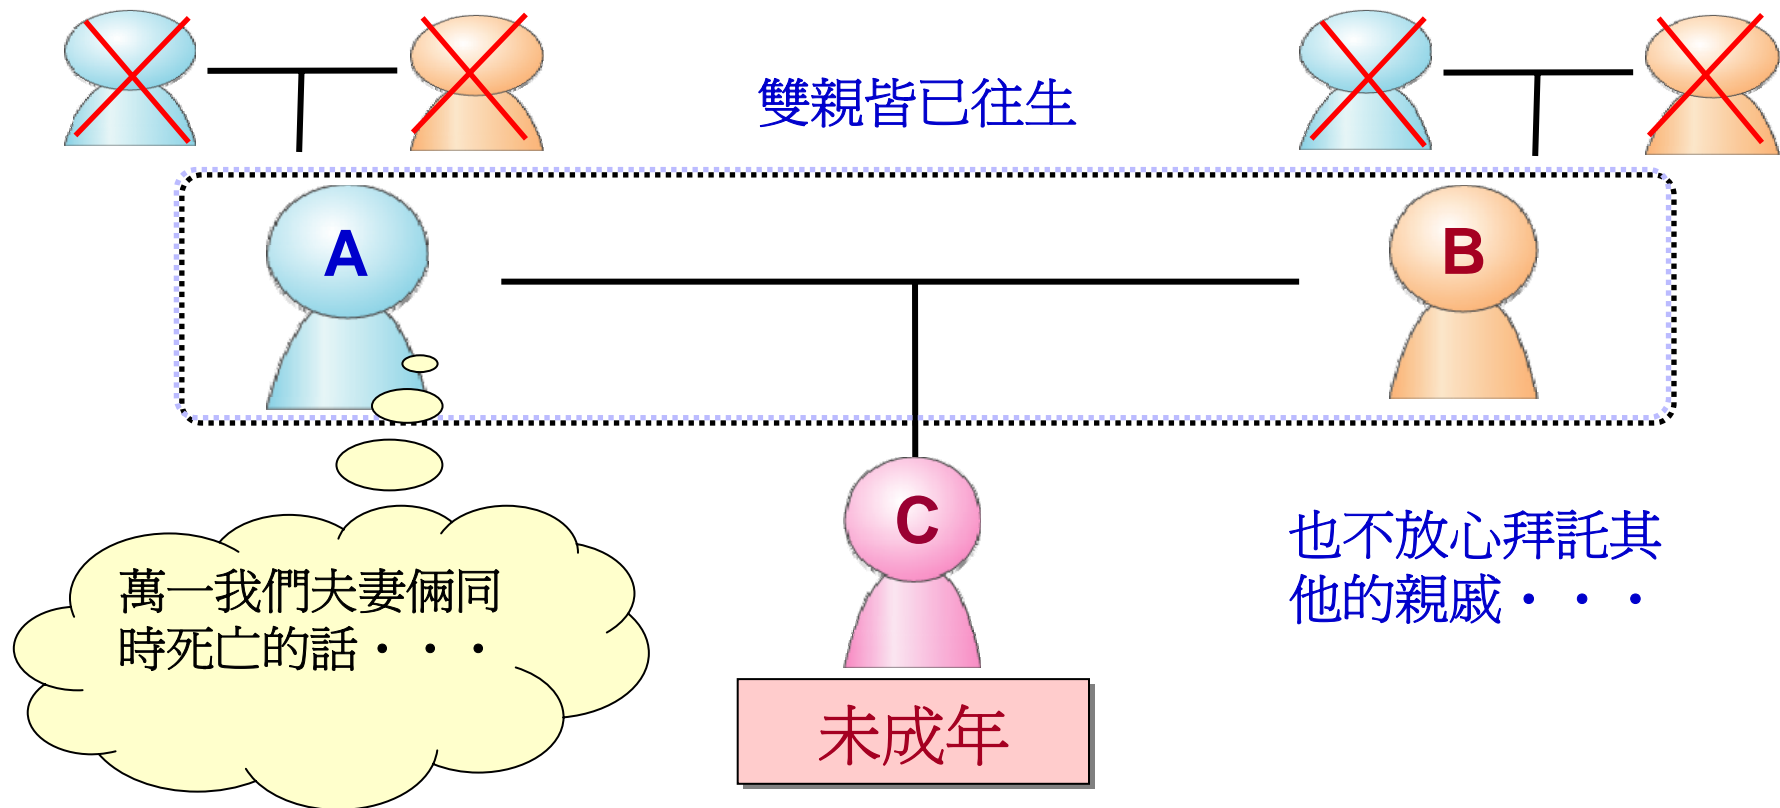 雙親皆已往生
A
B
C
萬一我們夫妻倆同
時死亡的話・・・
也不放心拜託其
他的親戚・・・
未成年